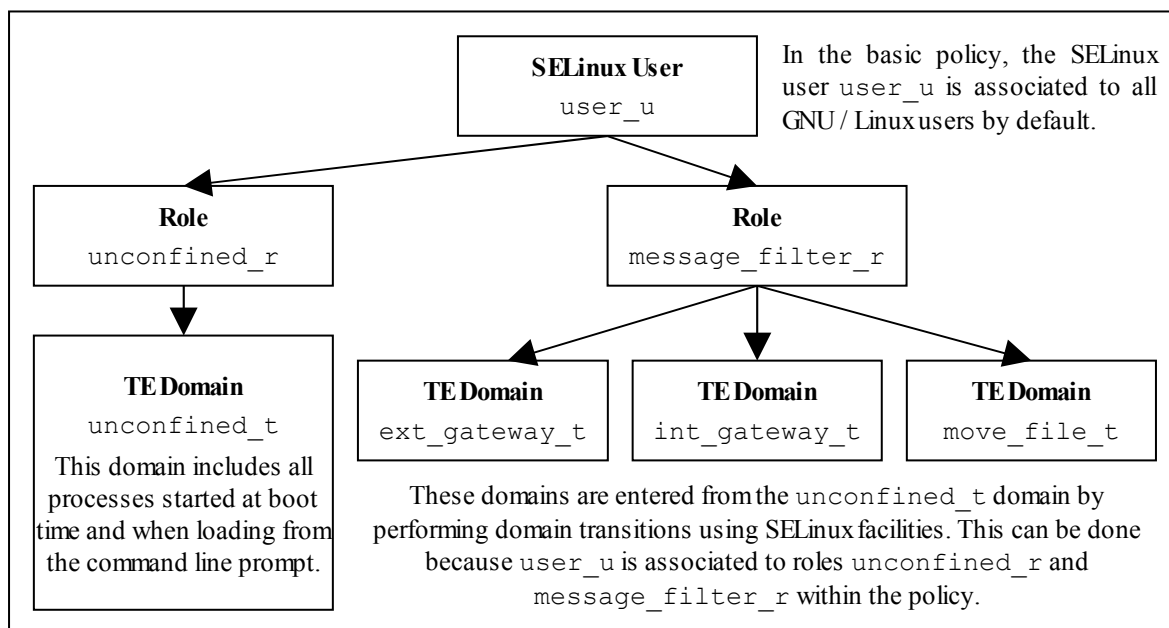 SELinux User
user_u
In the basic policy, the SELinux
user user_u is associated to all
GNU / Linux users by default.
Role
unconfined_r
Role
message_filter_r
TE Domain
unconfined_t
This domain includes all
processes started at boot
time and when loading from
the command line prompt.
TE Domain
ext_gateway_t
TE Domain
int_gateway_t
TE Domain
move_file_t
These domains are entered from the unconfined_t domain by
performing domain transitions using SELinux facilities. This can be done
because user_u is associated to roles unconfined_r and
message_filter_r within the policy.